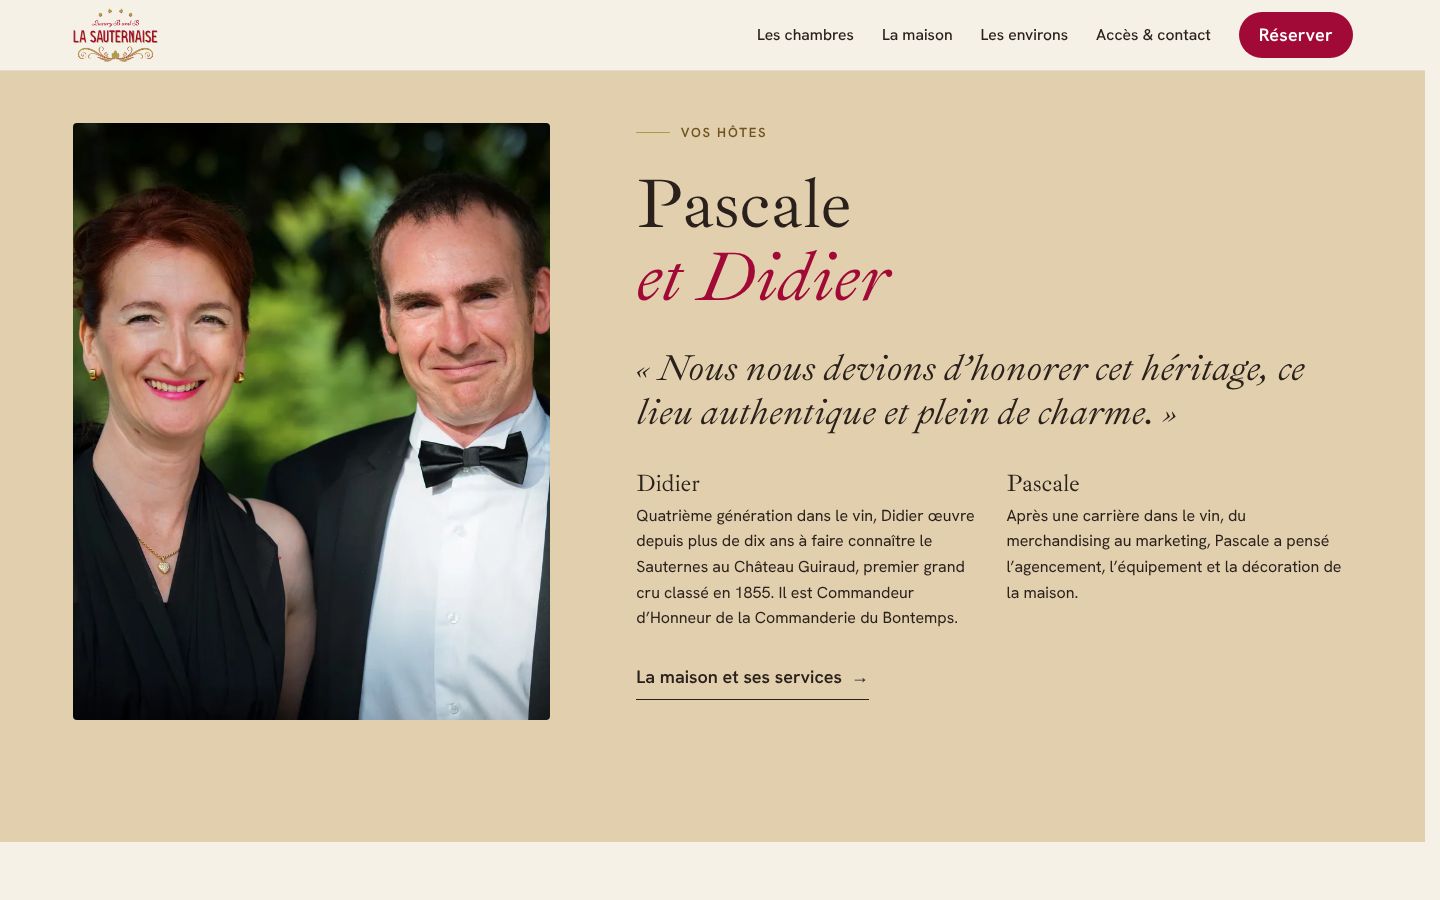 Luxury B and B
LA SAUTERNAISE
Les chambres
La maison
Les environs
Accès & contact
Réserver
VOS HÔTES
Pascale
et Didier
« Nous nous devions d’honorer cet héritage, ce
lieu authentique et plein de charme. »
Didier
Quatrième génération dans le vin, Didier œuvre
depuis plus de dix ans à faire connaître le
Sauternes au Château Guiraud, premier grand
cru classé en 1855. Il est Commandeur
d’Honneur de la Commanderie du Bontemps.
Pascale
Après une carrière dans le vin, du
merchandising au marketing, Pascale a pensé
l’agencement, l’équipement et la décoration de
la maison.
La maison et ses services →